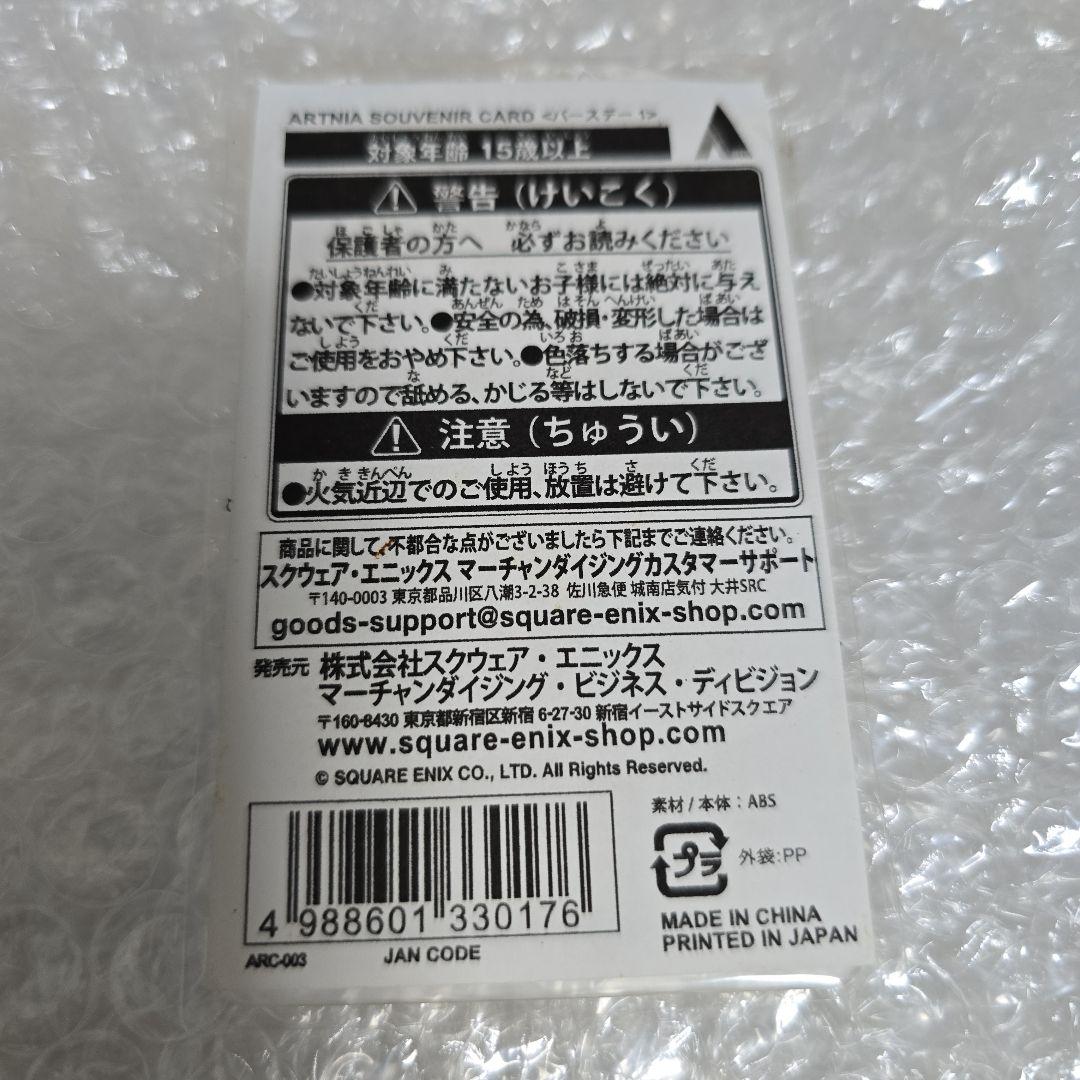 ARTNIA SOUVENIR CARD <バースデー 1>
対象年齢 15歳以上
警告（けいこく）
保護者の方へ 必ずお読みください
●対象年齢に満たないお子様には絶対に与え
ないで下さい。●安全の為、破損・変形した場合は
ご使用をおやめ下さい。●色落ちする場合がござ
いますので舐める、かじる等はしないで下さい。
注意（ちゅうい）
●火気近辺でのご使用、放置は避けて下さい。
商品に関して、不都合な点がございましたら下記までご連絡ください。
スクウェア・エニックス マーチャンダイジングカスタマーサポート
〒140-0003 東京都品川区八潮3-2-38 佐川急便 城南店気付 大井SRC
goods-support@square-enix-shop.com
発売元 株式会社スクウェア・エニックス
マーチャンダイジング・ビジネス・ディビジョン
〒160-8430 東京都新宿区新宿 6-27-30 新宿イーストサイドスクエア
www.square-enix-shop.com
© SQUARE ENIX CO., LTD. All Rights Reserved.
素材 / 本体：ABS
プラ 外袋:PP
4 988601 330176
MADE IN CHINA
PRINTED IN JAPAN
ARC-003 JAN CODE